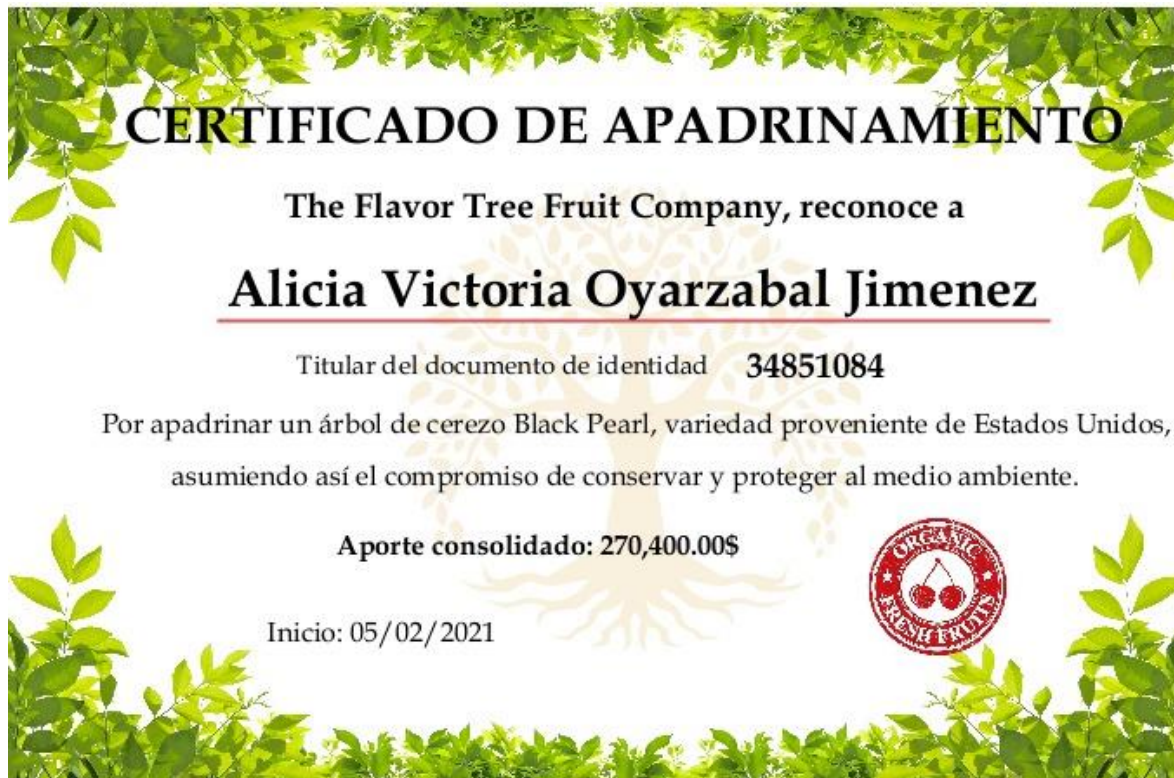 CERTIFICADO DE APADRINAMIENTO
The Flavor Tree Fruit Company, reconoce a
Alicia Victoria Oyarzabal Jimenez
Titular del documento de identidad 34851084
Por apadrinar un árbol de cerezo Black Pearl, variedad proveniente de Estados Unidos,
asumiendo así el compromiso de conservar y proteger al medio ambiente.
Aporte consolidado: 270,400.00$
ORGANIC
FRESH FRUITS
Inicio: 05/02/2021